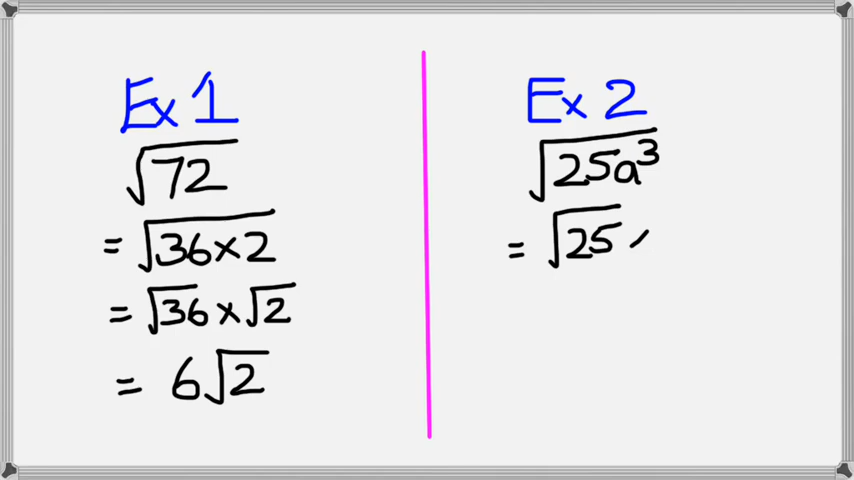 Ex 1
√72
= √36×2
= √36 × √2
= 6√2
Ex 2
√25a³
= √25